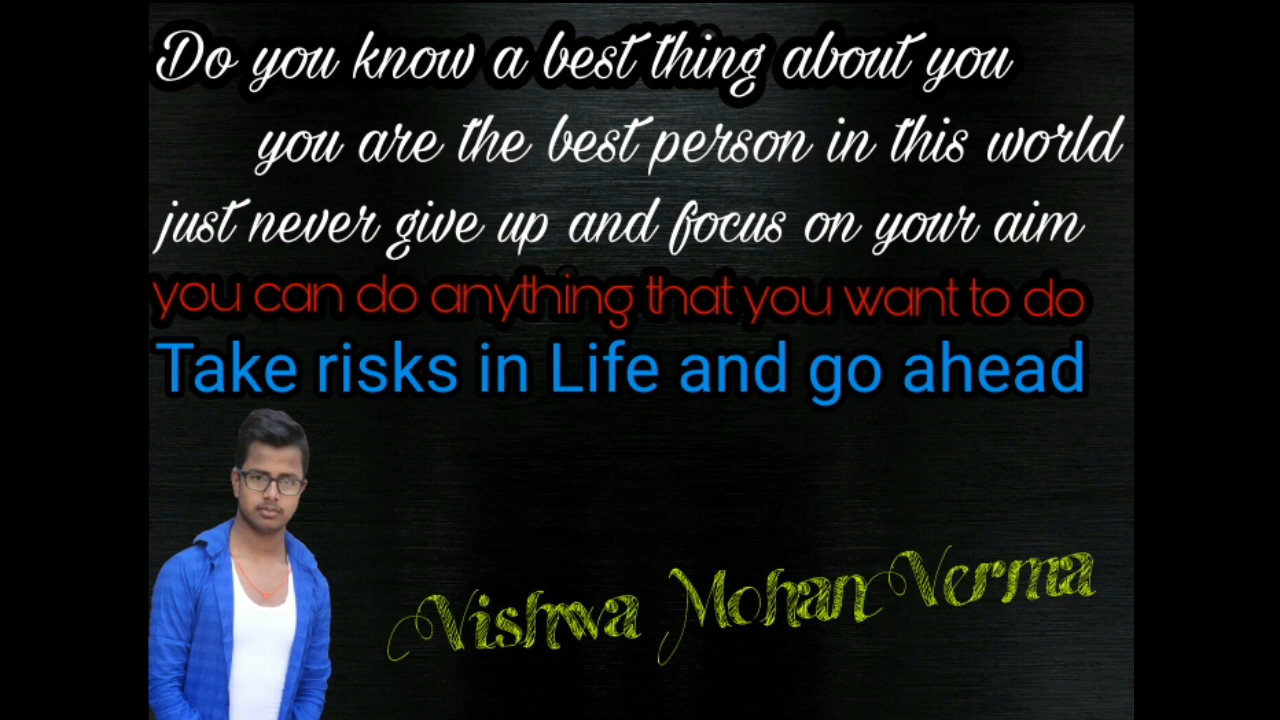 Do you know a best thing about you
you are the best person in this world
just never give up and focus on your aim
you can do anything that you want to do
Take risks in Life and go ahead
Vishwa Mohan Verma